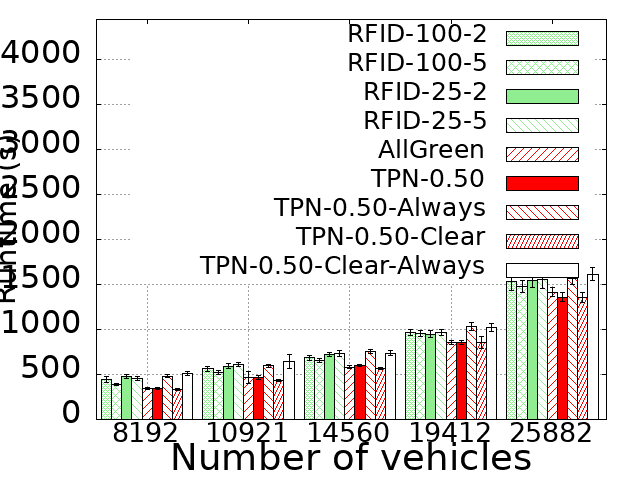 RFID-100-2
RFID-100-5
RFID-25-2
RFID-25-5
AllGreen
TPN-0.50
TPN-0.50-Always
TPN-0.50-Clear
TPN-0.50-Clear-Always
4000
3500
3000
2500
2000
1500
1000
500
0
Runtime (s)
8192 10921 14560 19412 25882
Number of vehicles